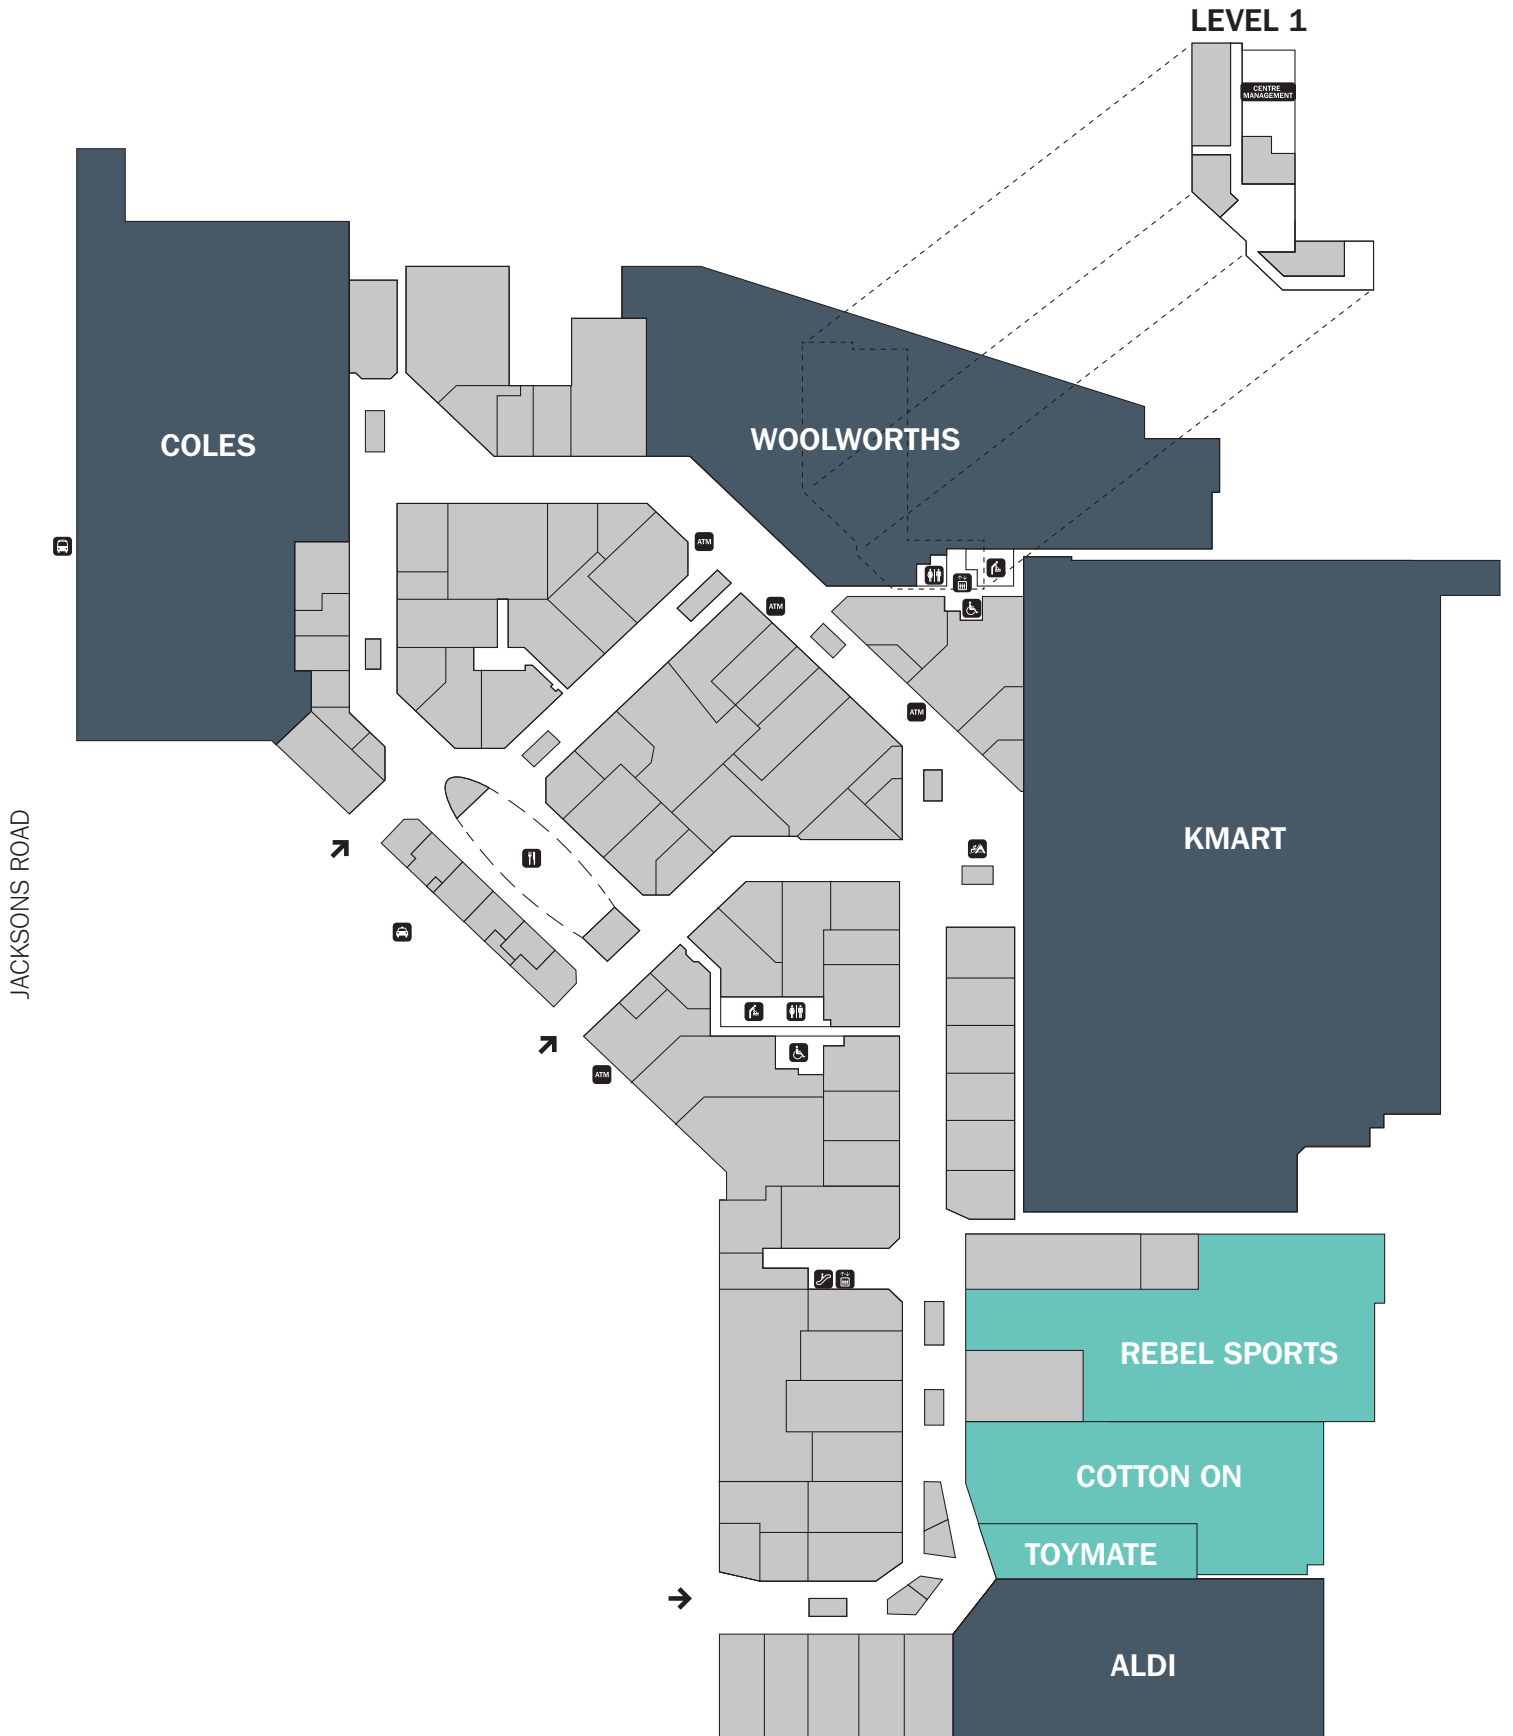 LEVEL 1
CENTRE
MANAGEMENT
COLES
WOOLWORTHS
ATM
ATM
ATM
KMART
JACKSONS ROAD
ATM
REBEL SPORTS
COTTON ON
TOYMATE
ALDI